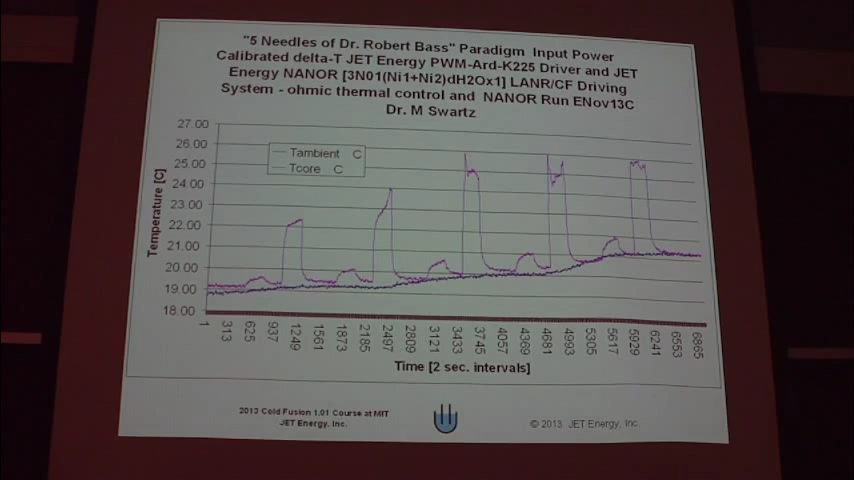 "5 Needles of Dr. Robert Bass" Paradigm Input Power
Calibrated delta-T JET Energy PWM-Ard-K225 Driver and JET
Energy NANOR [3N01(Ni1+Ni2)dH2Ox1] LANR/CF Driving
System - ohmic thermal control and NANOR Run ENov13C
Dr. M Swartz
27.00
26.00
25.00
24.00
23.00
22.00
21.00
20.00
19.00
18.00
Temperature [C]
Tambient C
Tcore C
1 313 625 937 1249 1561 1873 2185 2497 2809 3121 3433 3745 4057 4369 4681 4993 5305 5617 5929 6241 6553 6865
Time [2 sec. intervals]
2013 Cold Fusion 1.01 Course at MIT
JET Energy, Inc.
© 2013 JET Energy, Inc.